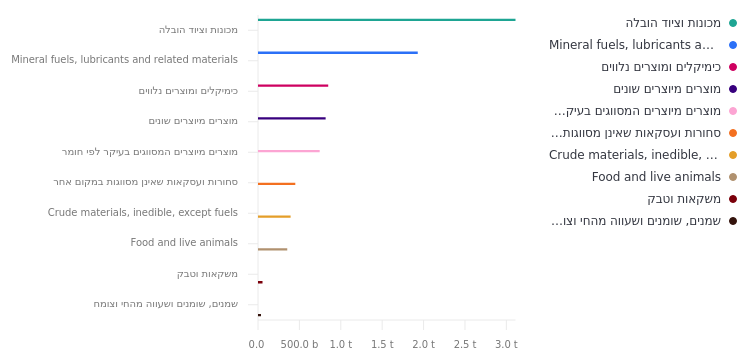 מכונות וציוד הובלה
Mineral fuels, lubricants and related materials
כימיקלים ומוצרים נלווים
מוצרים מיוצרים שונים
מוצרים מיוצרים המסווגים בעיקר לפי חומר
סחורות ועסקאות שאינן מסווגות במקום אחר
Crude materials, inedible, except fuels
Food and live animals
משקאות וטבק
שמנים, שומנים ושעווה מהחי וצומח
0.0 500.0 b 1.0 t 1.5 t 2.0 t 2.5 t 3.0 t
מכונות וציוד הובלה
Mineral fuels, lubricants a...
כימיקלים ומוצרים נלווים
מוצרים מיוצרים שונים
מוצרים מיוצרים המסווגים בעיק...
סחורות ועסקאות שאינן מסווגות...
Crude materials, inedible, ...
Food and live animals
משקאות וטבק
שמנים, שומנים ושעווה מהחי וצו...